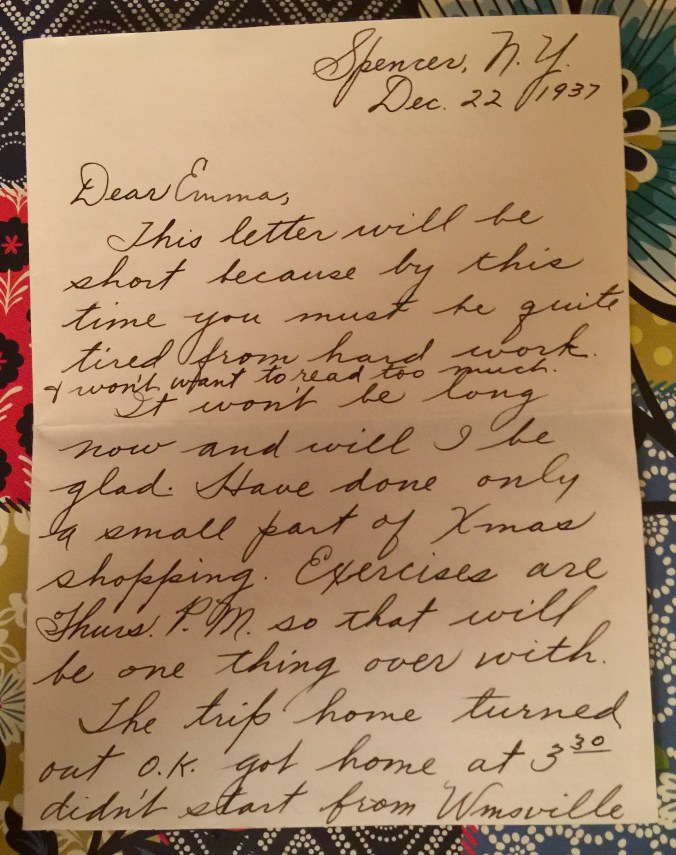 Spencer, N.Y.
Dec. 22 1937
Dear Emma,
This letter will be
short because by this
time you must be quite
tired from hard work.
& won't want to read too much.
It won't be long
now and will I be
glad. Have done only
a small part of Xmas
shopping. Exercises are
Thurs. P.M. so that will
be one thing over with.
The trip home turned
out O.K. got home at 3 30
didn't start from Wmsville